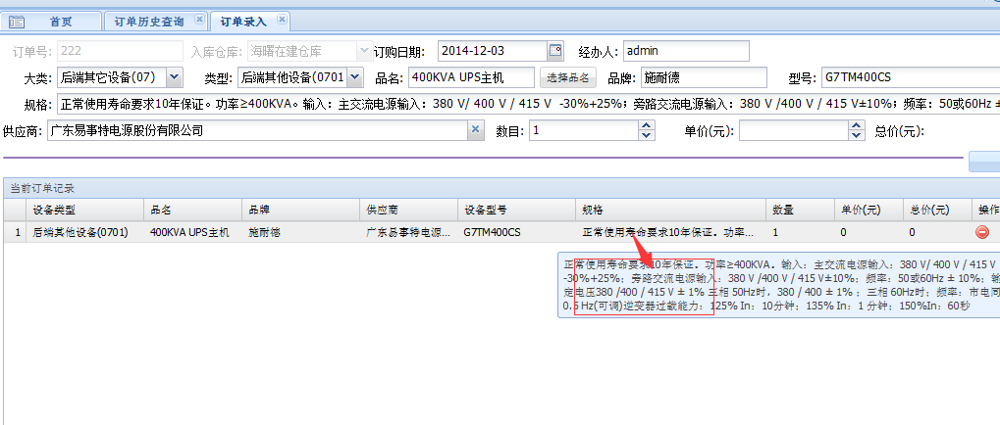 首页 订单历史查询 订单录入
订单号: 222 入库仓库: 海曙在建仓库 订购日期: 2014-12-03 经办人: admin
大类: 后端其它设备(07) 类型: 后端其他设备(0701 品名: 400KVA UPS主机 选择品名 品牌: 施耐德 型号: G7TM400CS
规格: 正常使用寿命要求10年保证。功率≥400KVA。输入：主交流电源输入：380 V/ 400 V / 415 V -30%+25%；旁路交流电源输入：380 V /400 V / 415 V±10%；频率：50或60Hz ±
供应商: 广东易事特电源股份有限公司 数目: 1 单价(元): 总价(元):
当前订单记录
设备类型 品名 品牌 供应商 设备型号 规格 数量 单价(元) 总价(元) 操作
1 后端其他设备(0701) 400KVA UPS主机 施耐德 广东易事特电源... G7TM400CS 正常使用寿命要求10年保证。功率... 1 0 0
正常使用寿命要求10年保证。功率≥400KVA。输入：主交流电源输入：380 V/ 400 V / 415 V
-30%+25%；旁路交流电源输入：380 V /400 V / 415 V±10%；频率：50或60Hz ± 10%；输
定电压380 /400 / 415 V ± 1% 三相 50Hz时，380 / 400 ± 1%；三相 60Hz时；频率：市电同
0.5 Hz(可调)逆变器过载能力：125% In：10分钟；135% In：1 分钟；150%In：60秒